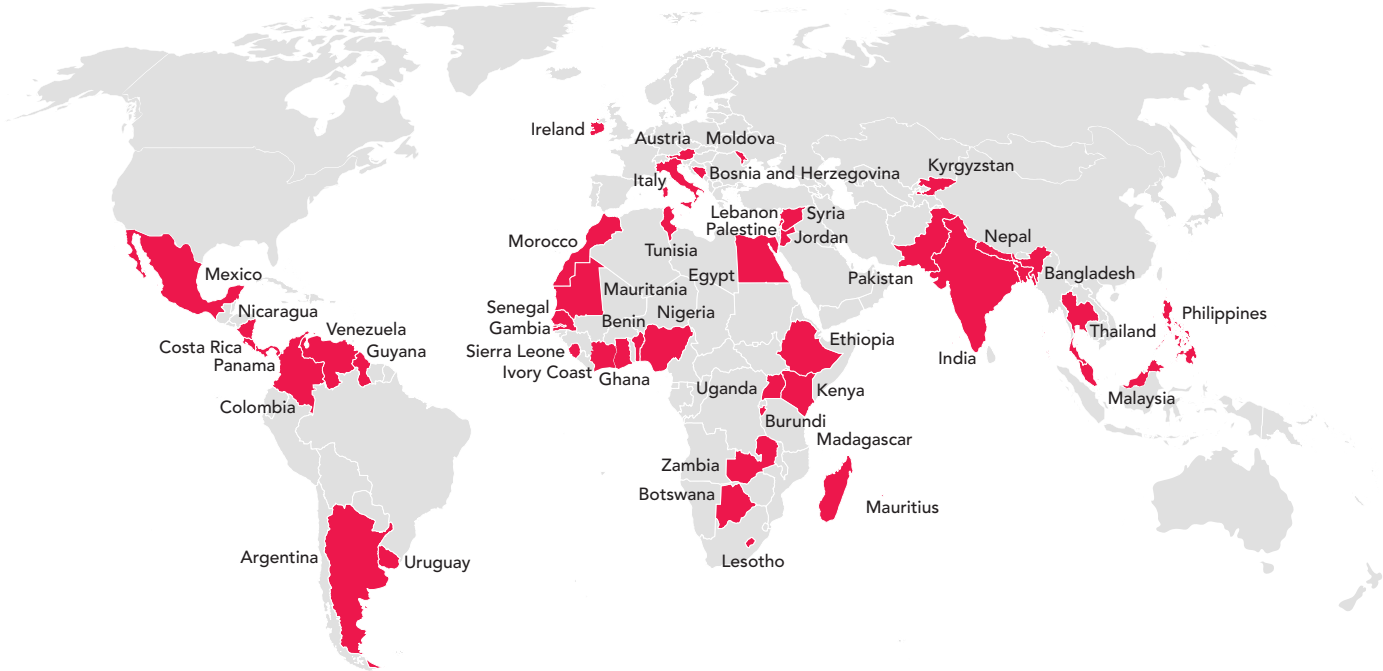 Ireland
Austria
Moldova
Kyrgyzstan
Bosnia and Herzegovina
Italy
Lebanon
Syria
Palestine
Jordan
Morocco
Tunisia
Egypt
Nepal
Pakistan
Bangladesh
Mexico
Mauritania
Nicaragua
Senegal
Gambia
Benin
Nigeria
Philippines
Venezuela
Thailand
Costa Rica
Panama
Guyana
Sierra Leone
Ivory Coast
Ghana
Ethiopia
India
Uganda
Kenya
Malaysia
Colombia
Burundi
Madagascar
Zambia
Botswana
Mauritius
Argentina
Uruguay
Lesotho